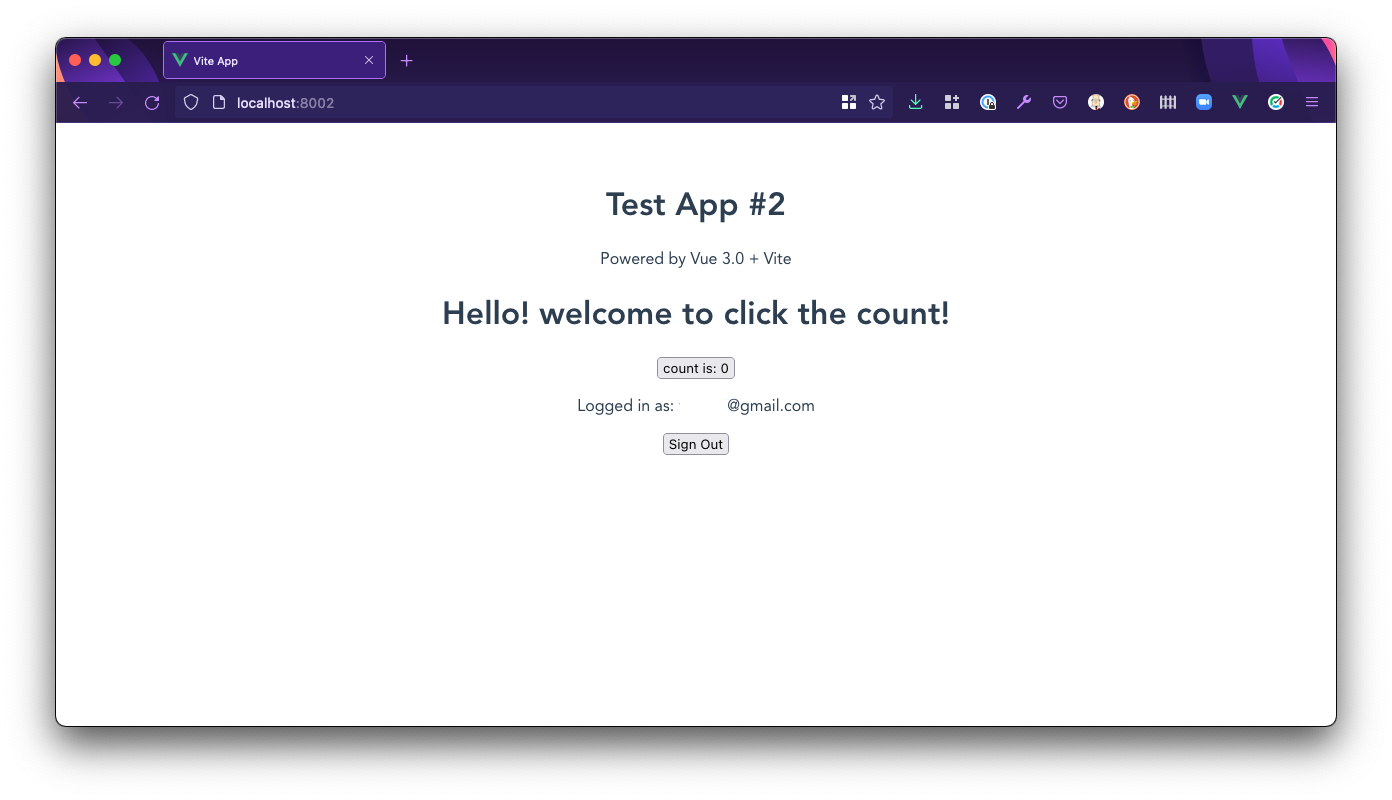 Vite App
localhost:8002
Test App #2
Powered by Vue 3.0 + Vite
Hello! welcome to click the count!
count is: 0
Logged in as: @gmail.com
Sign Out